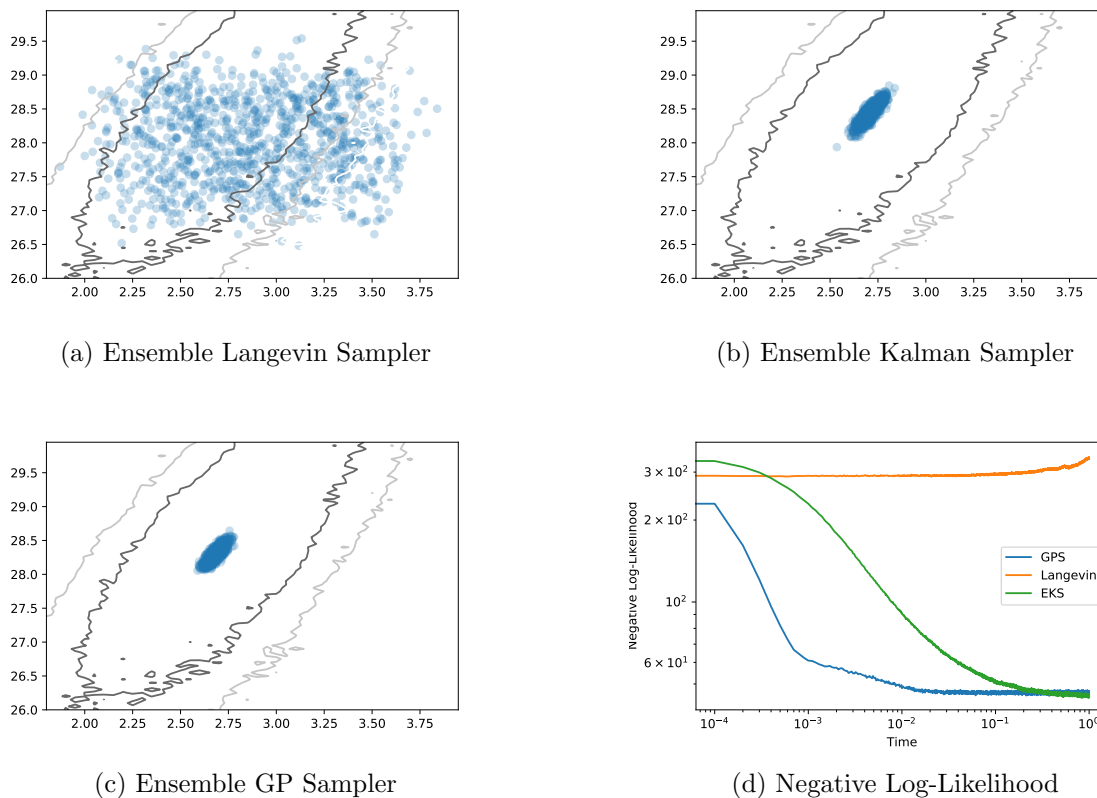 29.5
29.0
28.5
28.0
27.5
27.0
26.5
26.0
2.00 2.25 2.50 2.75 3.00 3.25 3.50 3.75
(a) Ensemble Langevin Sampler
29.5
29.0
28.5
28.0
27.5
27.0
26.5
26.0
2.00 2.25 2.50 2.75 3.00 3.25 3.50 3.75
(b) Ensemble Kalman Sampler
29.5
29.0
28.5
28.0
27.5
27.0
26.5
26.0
2.00 2.25 2.50 2.75 3.00 3.25 3.50 3.75
(c) Ensemble GP Sampler
Negative Log-Likelihood
3 × 10²
2 × 10²
10²
6 × 10¹
GPS
Langevin
EKS
10⁻⁴ 10⁻³ 10⁻² 10⁻¹ 10⁰
Time
(d) Negative Log-Likelihood